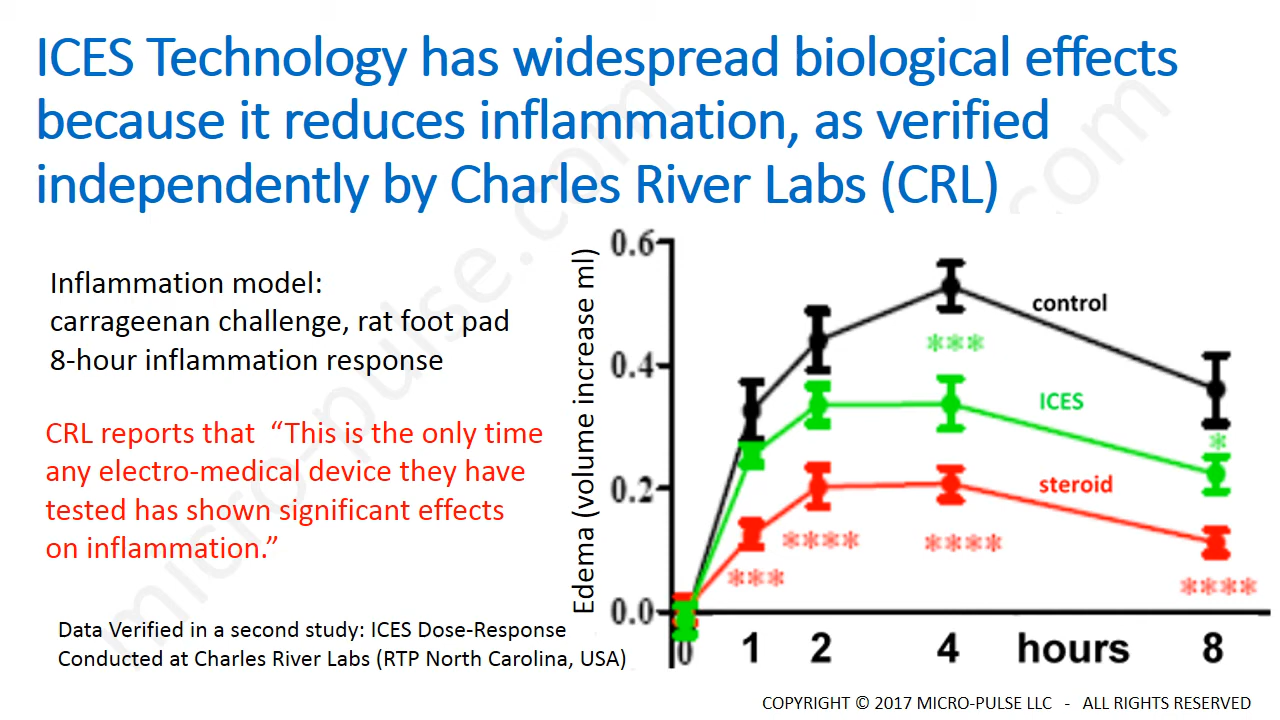 ICES Technology has widespread biological effects
because it reduces inflammation, as verified
independently by Charles River Labs (CRL)
Inflammation model:
carrageenan challenge, rat foot pad
8-hour inflammation response
CRL reports that “This is the only time
any electro-medical device they have
tested has shown significant effects
on inflammation.”
Data Verified in a second study: ICES Dose-Response
Conducted at Charles River Labs (RTP North Carolina, USA)
Edema (volume increase ml)
0.6
0.4
0.2
0.0
control
***
ICES
*
steroid
***
****
****
****
0 1 2 4 hours 8
micro-pulse.com
.com
COPYRIGHT © 2017 MICRO-PULSE LLC - ALL RIGHTS RESERVED